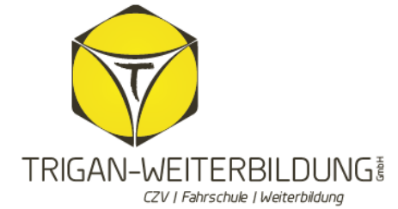 T
TRIGAN-WEITERBILDUNG GmbH
CZV | Fahrschule | Weiterbildung